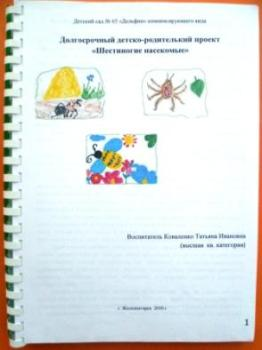 Детский сад № 65 «Дельфин» компенсирующего вида
Долгосрочный детско-родительский проект
«Шестиногие насекомые»
Воспитатель Коваленко Татьяна Ивановна
(высшая кв. категория)
г. Железногорск 2010 г
1